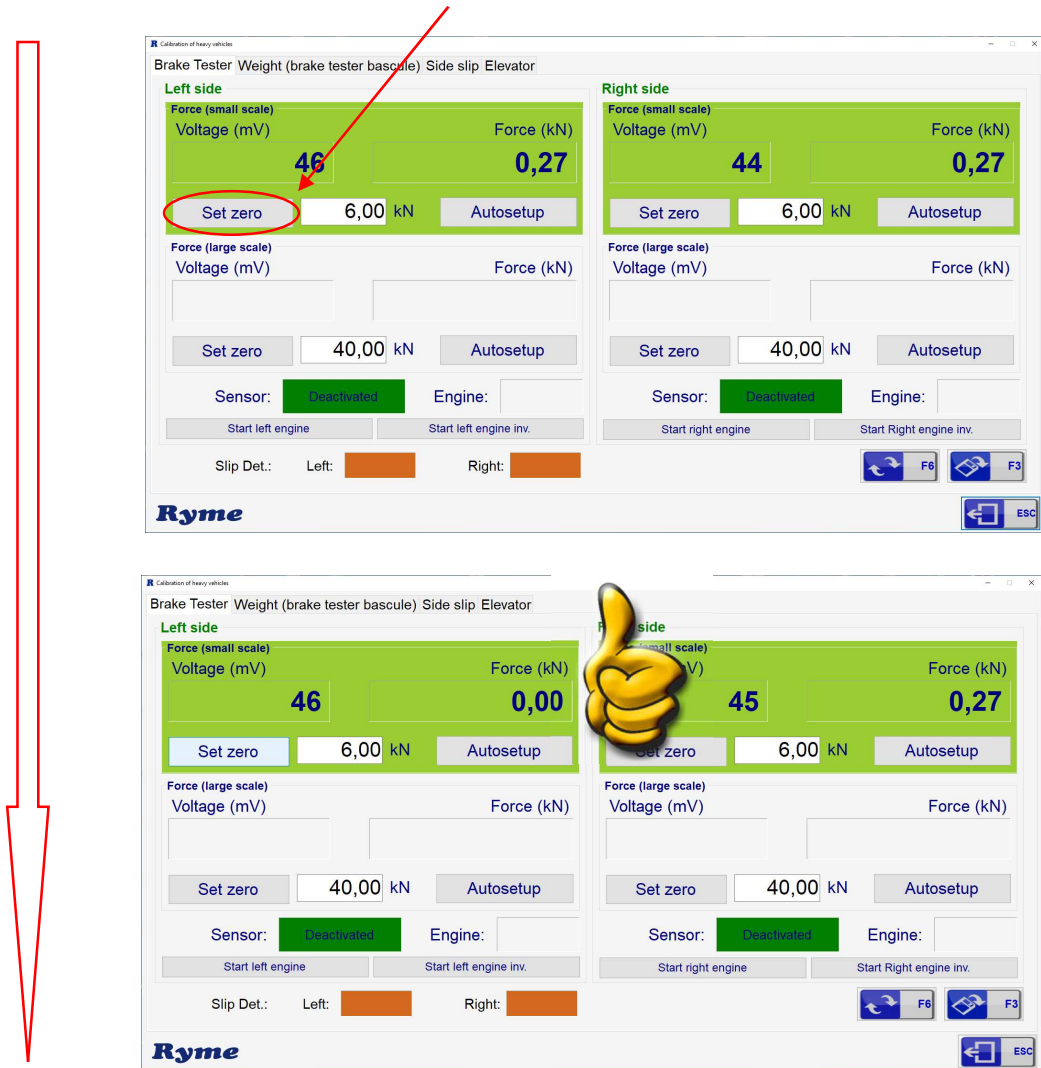 R Calibration of heavy vehicles
Brake Tester Weight (brake tester bascule) Side slip Elevator
Left side Right side
Force (small scale) Force (small scale)
Voltage (mV) Force (kN) Voltage (mV) Force (kN)
46 0,27 44 0,27
Set zero 6,00 kN Autosetup Set zero 6,00 kN Autosetup
Force (large scale) Force (large scale)
Voltage (mV) Force (kN) Voltage (mV) Force (kN)
Set zero 40,00 kN Autosetup Set zero 40,00 kN Autosetup
Sensor: Deactivated Engine: Sensor: Deactivated Engine:
Start left engine Start left engine inv. Start right engine Start Right engine inv.
Slip Det.: Left: Right: F6 F3
Ryme ESC
R Calibration of heavy vehicles
Brake Tester Weight (brake tester bascule) Side slip Elevator
Left side side
Force (small scale) small scale)
Voltage (mV) Force (kN) V) Force (kN)
46 0,00 45 0,27
Set zero 6,00 kN Autosetup Set zero 6,00 kN Autosetup
Force (large scale) Force (large scale)
Voltage (mV) Force (kN) Voltage (mV) Force (kN)
Set zero 40,00 kN Autosetup Set zero 40,00 kN Autosetup
Sensor: Deactivated Engine: Sensor: Deactivated Engine:
Start left engine Start left engine inv. Start right engine Start Right engine inv.
Slip Det.: Left: Right: F6 F3
Ryme ESC